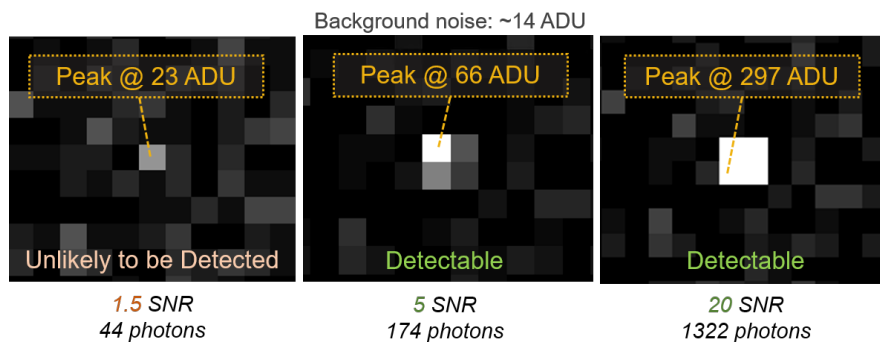 Background noise: ~14 ADU
Peak @ 23 ADU
Peak @ 66 ADU
Peak @ 297 ADU
Unlikely to be Detected
Detectable
Detectable
1.5 SNR
44 photons
5 SNR
174 photons
20 SNR
1322 photons